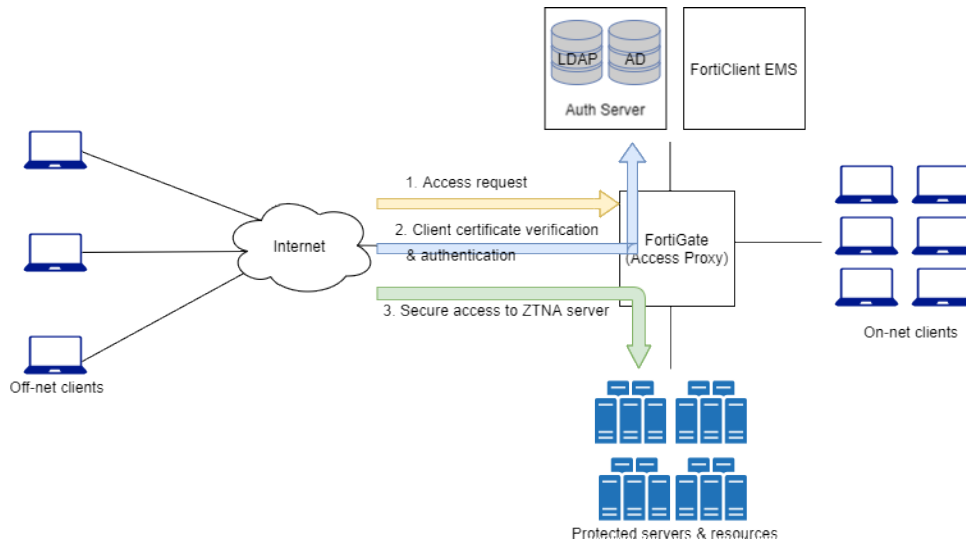 LDAP
AD
Auth Server
FortiClient EMS
1. Access request
2. Client certificate verification
& authentication
Internet
FortiGate
(Access Proxy)
3. Secure access to ZTNA server
On-net clients
Off-net clients
Protected servers & resources